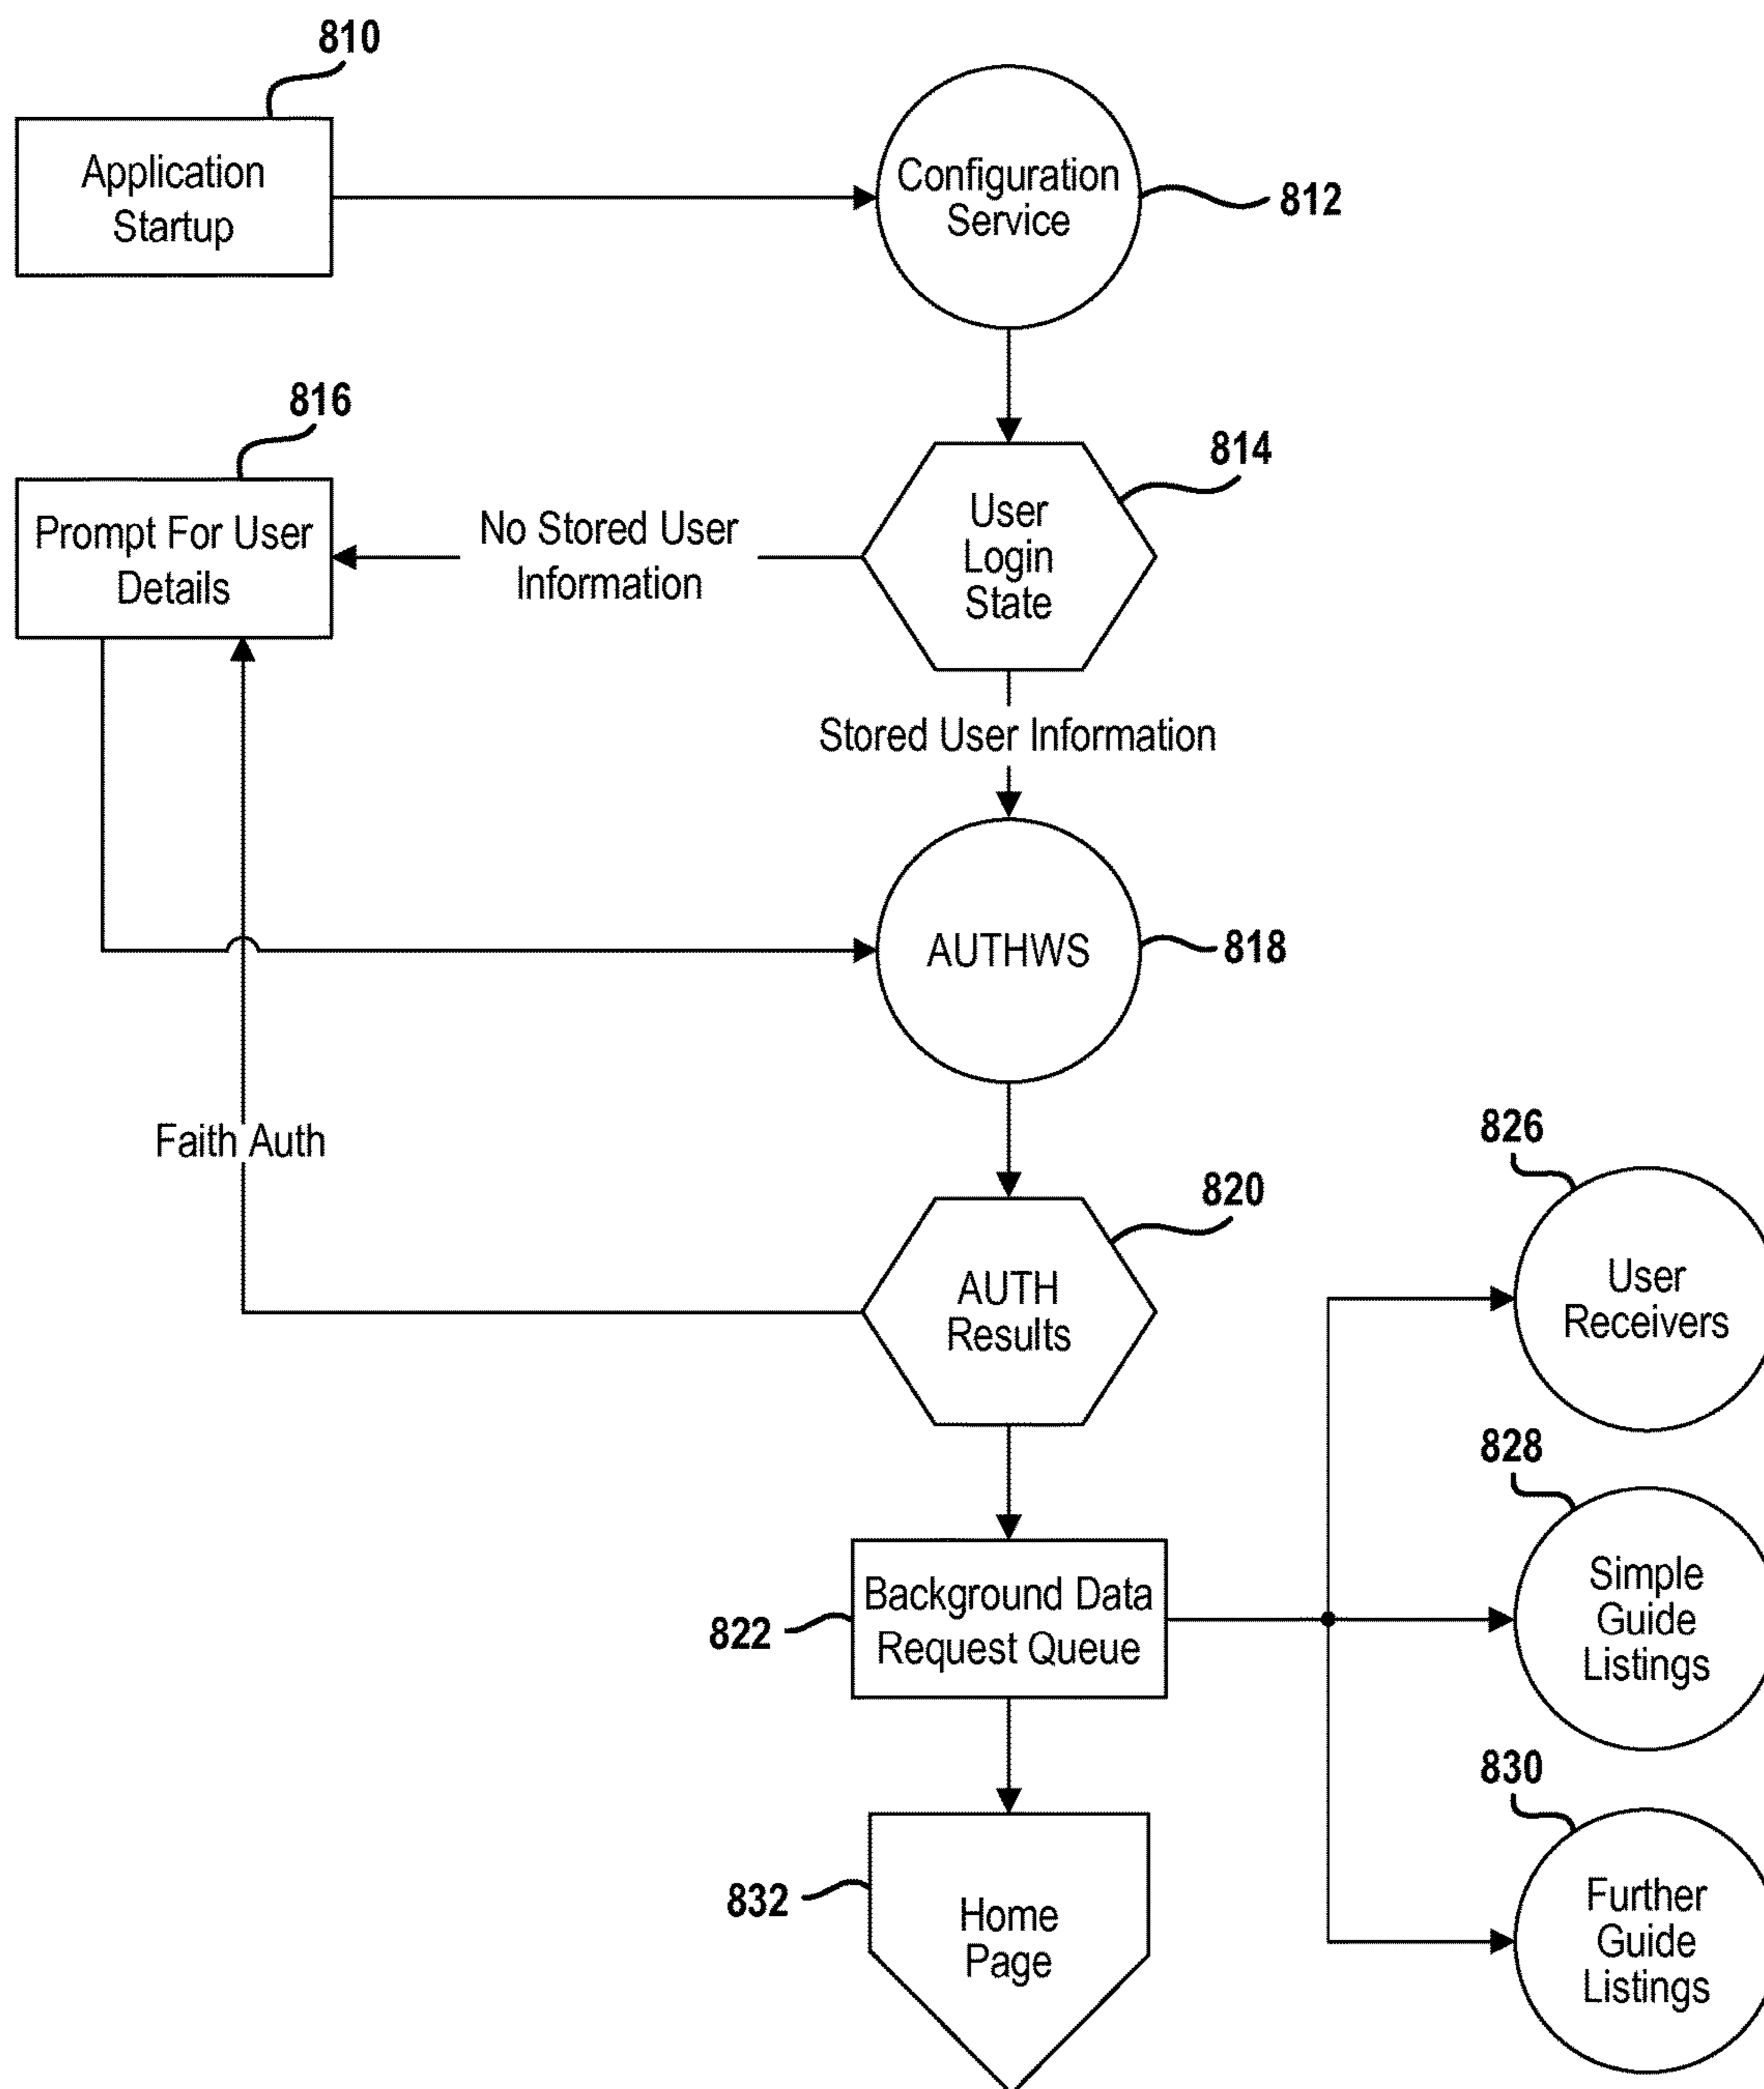 810
Application
Startup
Configuration
Service
812
816
Prompt For User
Details
No Stored User
Information
User
Login
State
814
Stored User Information
AUTHWS
818
Faith Auth
AUTH
Results
820
826
User
Receivers
828
Simple
Guide
Listings
822
Background Data
Request Queue
830
Further
Guide
Listings
832
Home
Page